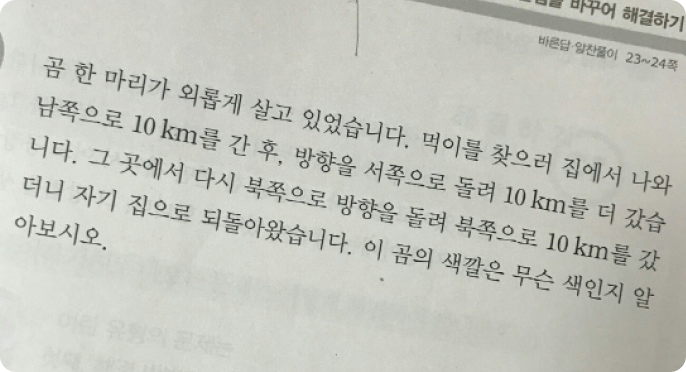 바꾸어 해결하기
바른답·알찬풀이 23~24쪽
곰 한 마리가 외롭게 살고 있었습니다. 먹이를 찾으러 집에서 나와
남쪽으로 10 km를 간 후, 방향을 서쪽으로 돌려 10 km를 더 갔습
니다. 그 곳에서 다시 북쪽으로 방향을 돌려 북쪽으로 10 km를 갔
더니 자기 집으로 되돌아왔습니다. 이 곰의 색깔은 무슨 색인지 알
아보시오.